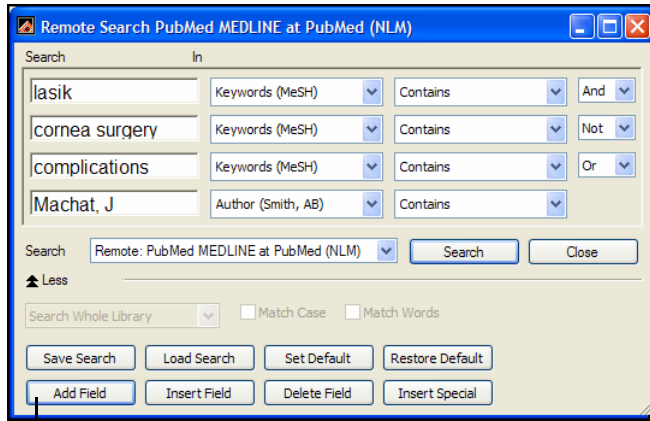 Remote Search PubMed MEDLINE at PubMed (NLM)
Search In
lasik Keywords (MeSH) Contains And
cornea surgery Keywords (MeSH) Contains Not
complications Keywords (MeSH) Contains Or
Machat, J Author (Smith, AB) Contains
Search Remote: PubMed MEDLINE at PubMed (NLM) Search Close
Less
Search Whole Library Match Case Match Words
Save Search Load Search Set Default Restore Default
Add Field Insert Field Delete Field Insert Special